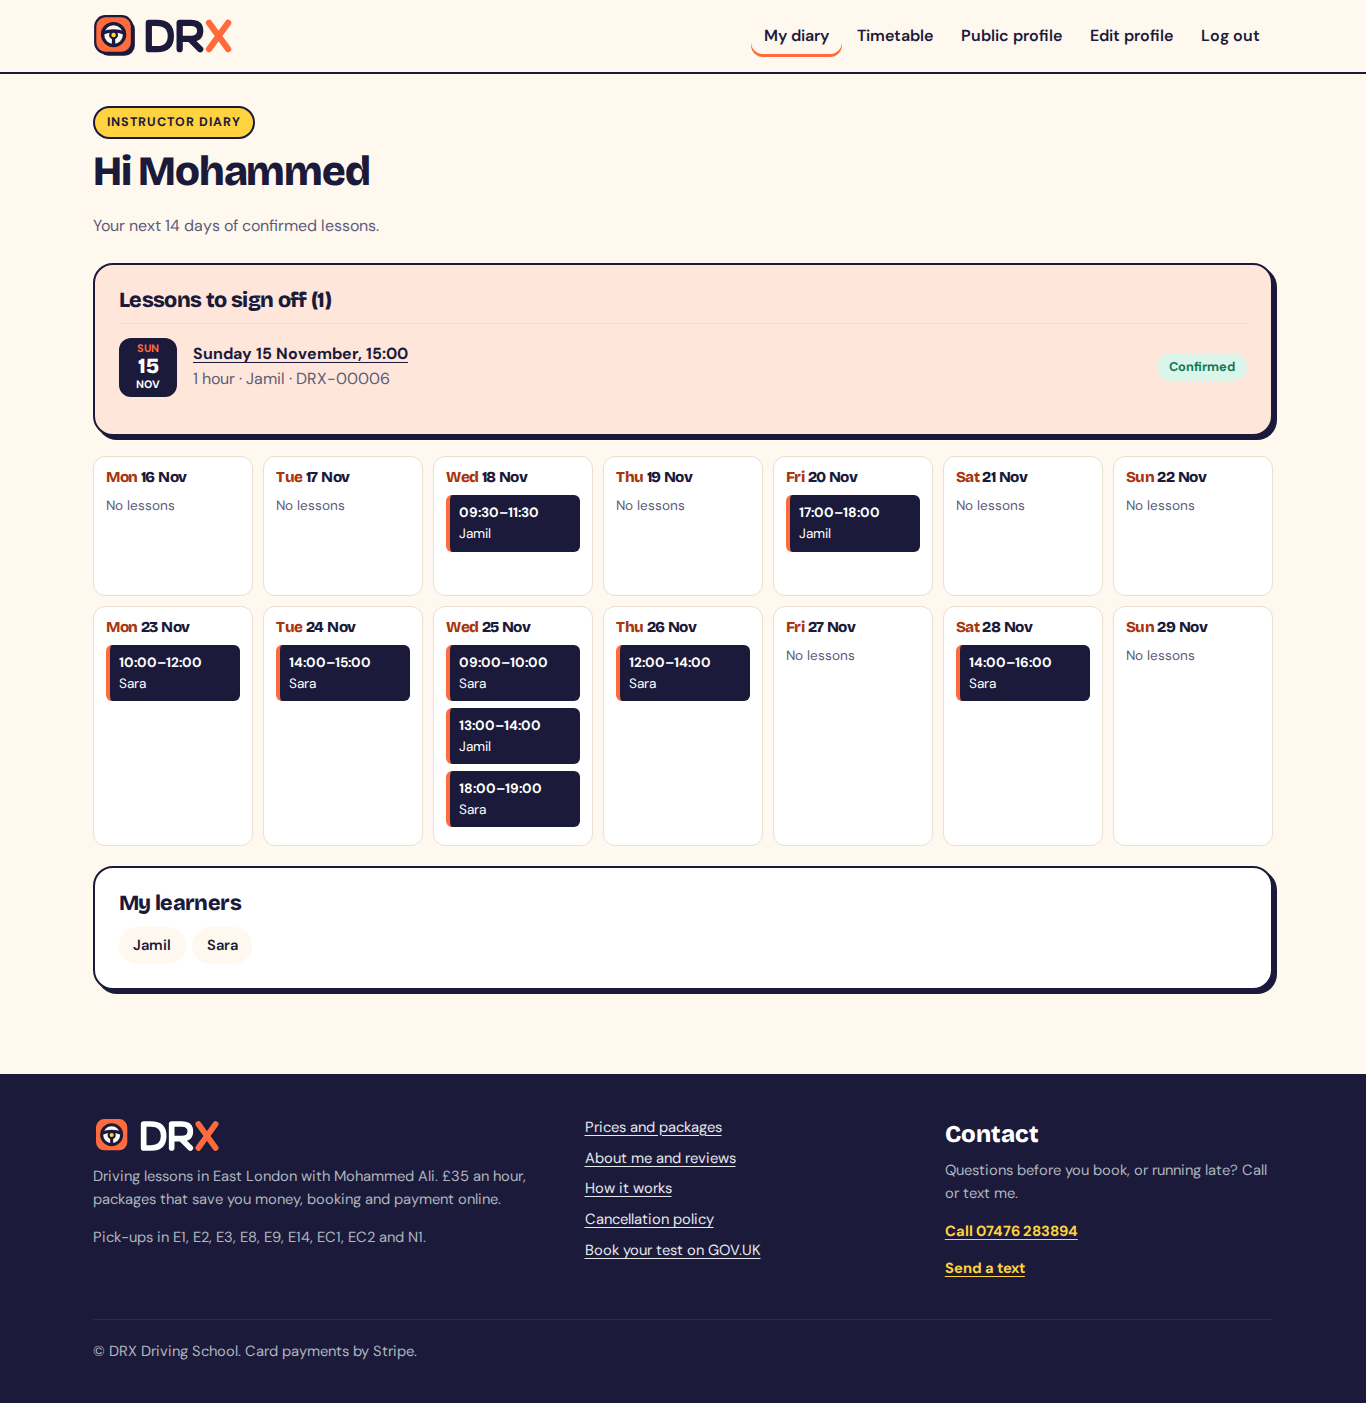 DRX
My diary Timetable Public profile Edit profile Log out
INSTRUCTOR DIARY
Hi Mohammed
Your next 14 days of confirmed lessons.
Lessons to sign off (1)
SUN
15
NOV
Sunday 15 November, 15:00
1 hour · Jamil · DRX-00006
Confirmed
Mon 16 Nov
No lessons
Tue 17 Nov
No lessons
Wed 18 Nov
09:30–11:30
Jamil
Thu 19 Nov
No lessons
Fri 20 Nov
17:00–18:00
Jamil
Sat 21 Nov
No lessons
Sun 22 Nov
No lessons
Mon 23 Nov
10:00–12:00
Sara
Tue 24 Nov
14:00–15:00
Sara
Wed 25 Nov
09:00–10:00
Sara
13:00–14:00
Jamil
18:00–19:00
Sara
Thu 26 Nov
12:00–14:00
Sara
Fri 27 Nov
No lessons
Sat 28 Nov
14:00–16:00
Sara
Sun 29 Nov
No lessons
My learners
Jamil Sara
DRX
Driving lessons in East London with Mohammed Ali. £35 an hour,
packages that save you money, booking and payment online.
Pick-ups in E1, E2, E3, E8, E9, E14, EC1, EC2 and N1.
Prices and packages
About me and reviews
How it works
Cancellation policy
Book your test on GOV.UK
Contact
Questions before you book, or running late? Call
or text me.
Call 07476 283894
Send a text
© DRX Driving School. Card payments by Stripe.